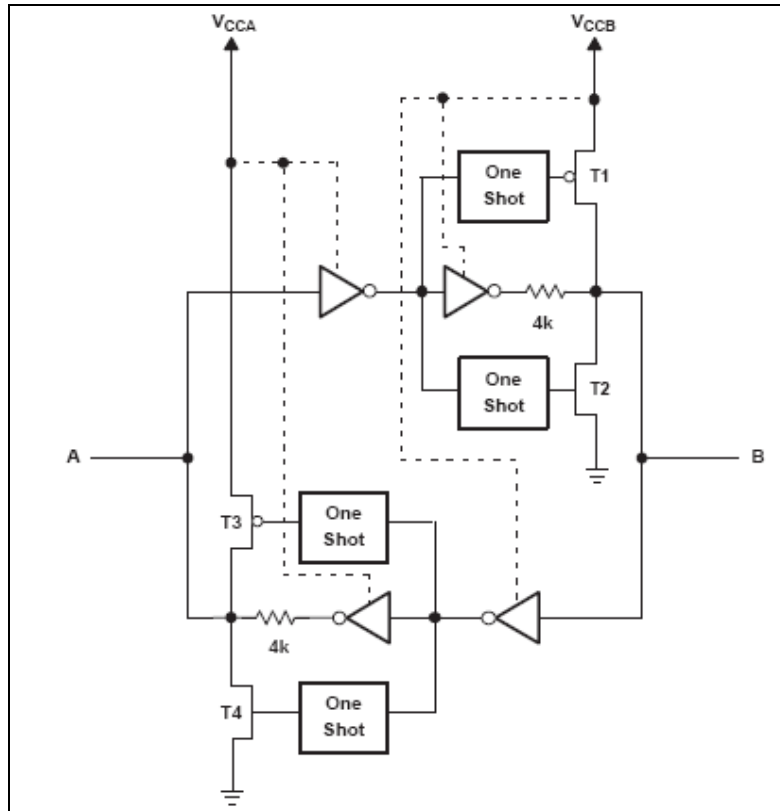 VCCA
VCCB
One
Shot
T1
4k
One
Shot
T2
A
B
T3
One
Shot
4k
T4
One
Shot